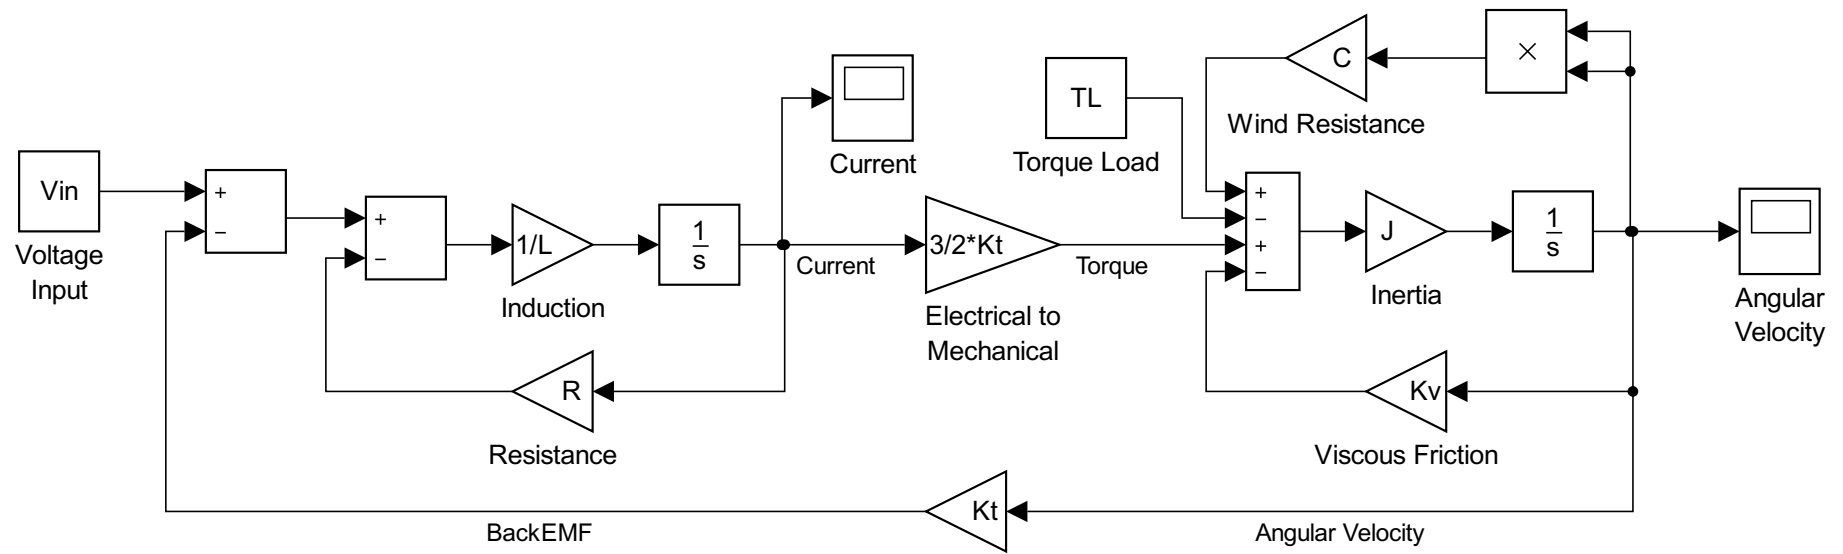 Vin
Voltage
Input
+
−
+
−
1/L
Induction
1
s
R
Resistance
Current
Current
3/2*Kt
Electrical to
Mechanical
Torque
TL
Torque Load
C
Wind Resistance
×
+
−
+
−
J
Inertia
1
s
Angular
Velocity
Kv
Viscous Friction
Kt
BackEMF
Angular Velocity